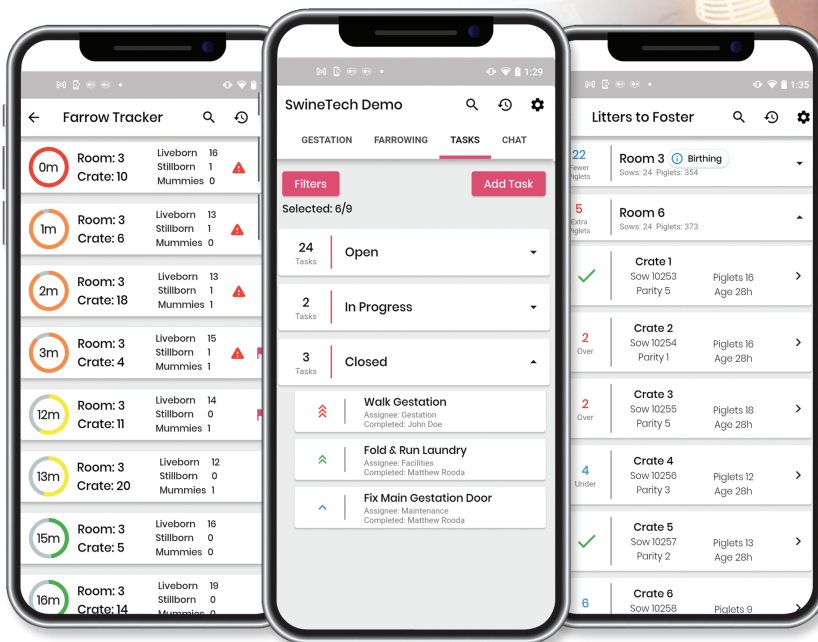 Farrow Tracker
0m
Room: 3
Crate: 10
Liveborn 16
Stillborn 1
Mummies 0
1m
Room: 3
Crate: 6
Liveborn 13
Stillborn 1
Mummies 0
2m
Room: 3
Crate: 18
Liveborn 13
Stillborn 1
Mummies 1
3m
Room: 3
Crate: 4
Liveborn 15
Stillborn 1
Mummies 1
12m
Room: 3
Crate: 11
Liveborn 14
Stillborn 0
Mummies 1
13m
Room: 3
Crate: 20
Liveborn 12
Stillborn 0
Mummies 1
15m
Room: 3
Crate: 5
Liveborn 16
Stillborn 0
Mummies 0
16m
Room: 3
Crate: 14
Liveborn 19
Stillborn 0
Mummies 0
1:29
SwineTech Demo
GESTATION FARROWING TASKS CHAT
Filters
Add Task
Selected: 6/9
24
Tasks
Open
2
Tasks
In Progress
3
Tasks
Closed
Walk Gestation
Assignee: Gestation
Completed: John Doe
Fold & Run Laundry
Assignee: Facilities
Completed: Matthew Rooda
Fix Main Gestation Door
Assignee: Maintenance
Completed: Matthew Rooda
1:35
Litters to Foster
22
Fewer
Piglets
Room 3
Birthing
Sows: 24 Piglets: 354
5
Extra
Piglets
Room 6
Sows: 24 Piglets: 373
Crate 1
Sow 10253
Parity 5
Piglets 16
Age 28h
2
Over
Crate 2
Sow 10254
Parity 1
Piglets 16
Age 28h
2
Over
Crate 3
Sow 10255
Parity 5
Piglets 18
Age 28h
4
Under
Crate 4
Sow 10256
Parity 3
Piglets 12
Age 28h
Crate 5
Sow 10257
Parity 2
Piglets 13
Age 28h
6
Crate 6
Sow 10258
Piglets 9